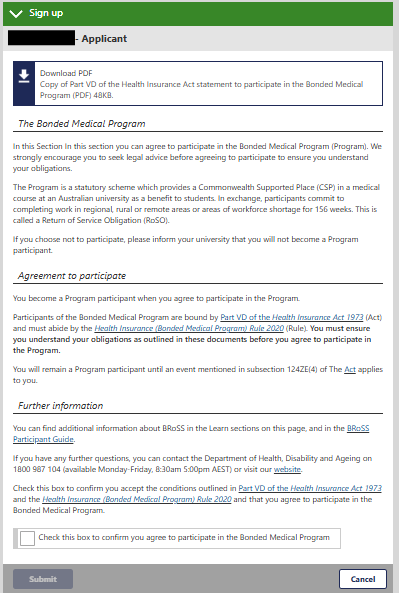 Sign up
- Applicant
Download PDF
Copy of Part VD of the Health Insurance Act statement to participate in the Bonded Medical
Program (PDF) 48KB.
The Bonded Medical Program
In this Section In this section you can agree to participate in the Bonded Medical Program (Program). We
strongly encourage you to seek legal advice before agreeing to participate to ensure you understand
your obligations.
The Program is a statutory scheme which provides a Commonwealth Supported Place (CSP) in a medical
course at an Australian university as a benefit to students. In exchange, participants commit to
completing work in regional, rural or remote areas or areas of workforce shortage for 156 weeks. This is
called a Return of Service Obligation (RoSO).
If you choose not to participate, please inform your university that you will not become a Program
participant.
Agreement to participate
You become a Program participant when you agree to participate in the Program.
Participants of the Bonded Medical Program are bound by Part VD of the Health Insurance Act 1973 (Act)
and must abide by the Health Insurance (Bonded Medical Program) Rule 2020 (Rule). You must ensure
you understand your obligations as outlined in these documents before you agree to participate in
the Program.
You will remain a Program participant until an event mentioned in subsection 124ZE(4) of The Act applies
to you.
Further information
You can find additional information about BRoSS in the Learn sections on this page, and in the BRoSS
Participant Guide.
If you have any further questions, you can contact the Department of Health, Disability and Ageing on
1800 987 104 (available Monday-Friday, 8:30am 5:00pm AEST) or visit our website.
Check this box to confirm you accept the conditions outlined in Part VD of the Health Insurance Act 1973
and the Health Insurance (Bonded Medical Program) Rule 2020 and that you agree to participate in the
Bonded Medical Program.
Check this box to confirm you agree to participate in the Bonded Medical Program
Submit
Cancel